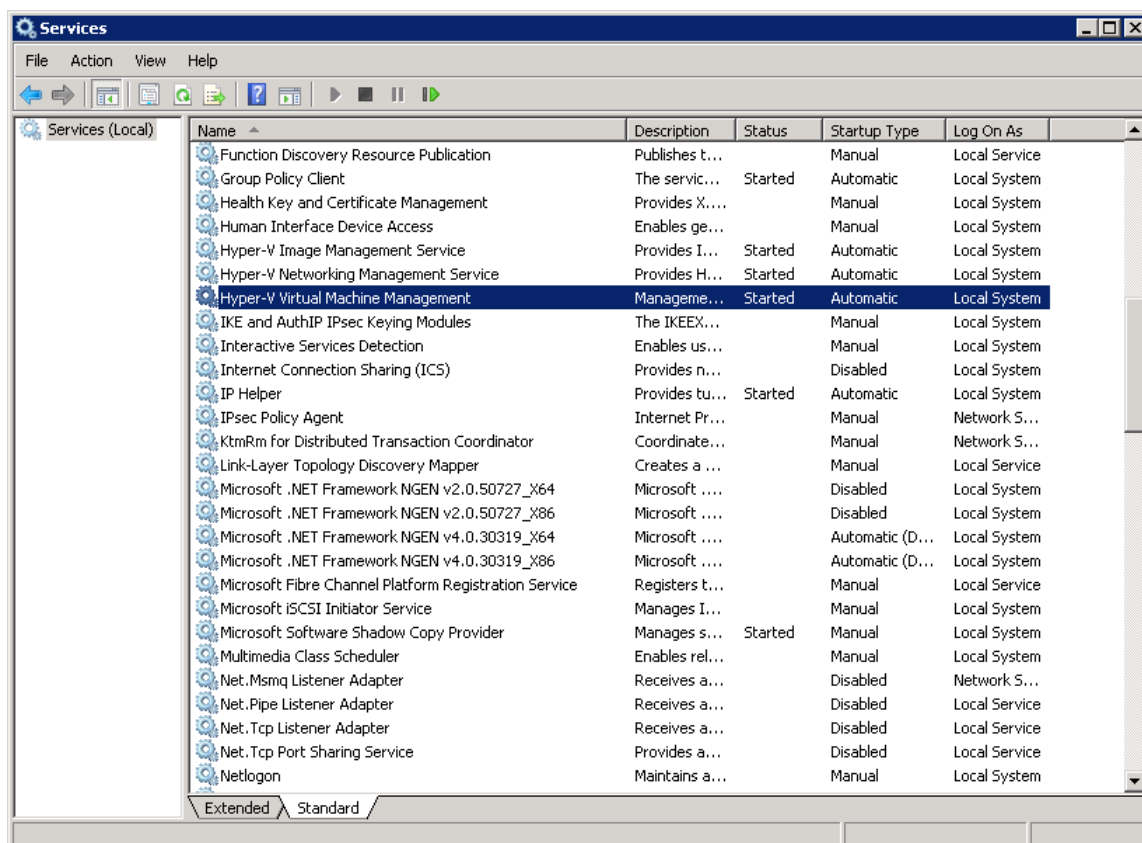 Services
File Action View Help
Services (Local)
Name Description Status Startup Type Log On As
Function Discovery Resource Publication Publishes t... Manual Local Service
Group Policy Client The servic... Started Automatic Local System
Health Key and Certificate Management Provides X.... Manual Local System
Human Interface Device Access Enables ge... Manual Local System
Hyper-V Image Management Service Provides I... Started Automatic Local System
Hyper-V Networking Management Service Provides H... Started Automatic Local System
Hyper-V Virtual Machine Management Manageme... Started Automatic Local System
IKE and AuthIP IPsec Keying Modules The IKEEX... Manual Local System
Interactive Services Detection Enables us... Manual Local System
Internet Connection Sharing (ICS) Provides n... Disabled Local System
IP Helper Provides tu... Started Automatic Local System
IPsec Policy Agent Internet Pr... Manual Network S...
KtmRm for Distributed Transaction Coordinator Coordinate... Manual Network S...
Link-Layer Topology Discovery Mapper Creates a ... Manual Local Service
Microsoft .NET Framework NGEN v2.0.50727_X64 Microsoft .... Disabled Local System
Microsoft .NET Framework NGEN v2.0.50727_X86 Microsoft .... Disabled Local System
Microsoft .NET Framework NGEN v4.0.30319_X64 Microsoft .... Automatic (D... Local System
Microsoft .NET Framework NGEN v4.0.30319_X86 Microsoft .... Automatic (D... Local System
Microsoft Fibre Channel Platform Registration Service Registers t... Manual Local Service
Microsoft iSCSI Initiator Service Manages I... Manual Local System
Microsoft Software Shadow Copy Provider Manages s... Started Manual Local System
Multimedia Class Scheduler Enables rel... Manual Local System
Net.Msmq Listener Adapter Receives a... Disabled Network S...
Net.Pipe Listener Adapter Receives a... Disabled Local Service
Net.Tcp Listener Adapter Receives a... Disabled Local Service
Net.Tcp Port Sharing Service Provides a... Disabled Local Service
Netlogon Maintains a... Manual Local System
Extended Standard